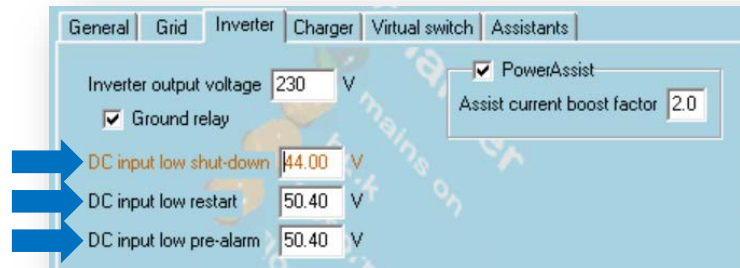 General Grid Inverter Charger Virtual switch Assistants
Inverter output voltage 230 V
PowerAssist
Ground relay
Assist current boost factor 2.0
DC input low shut-down 44.00 V
DC input low restart 50.40 V
DC input low pre-alarm 50.40 V
mains on